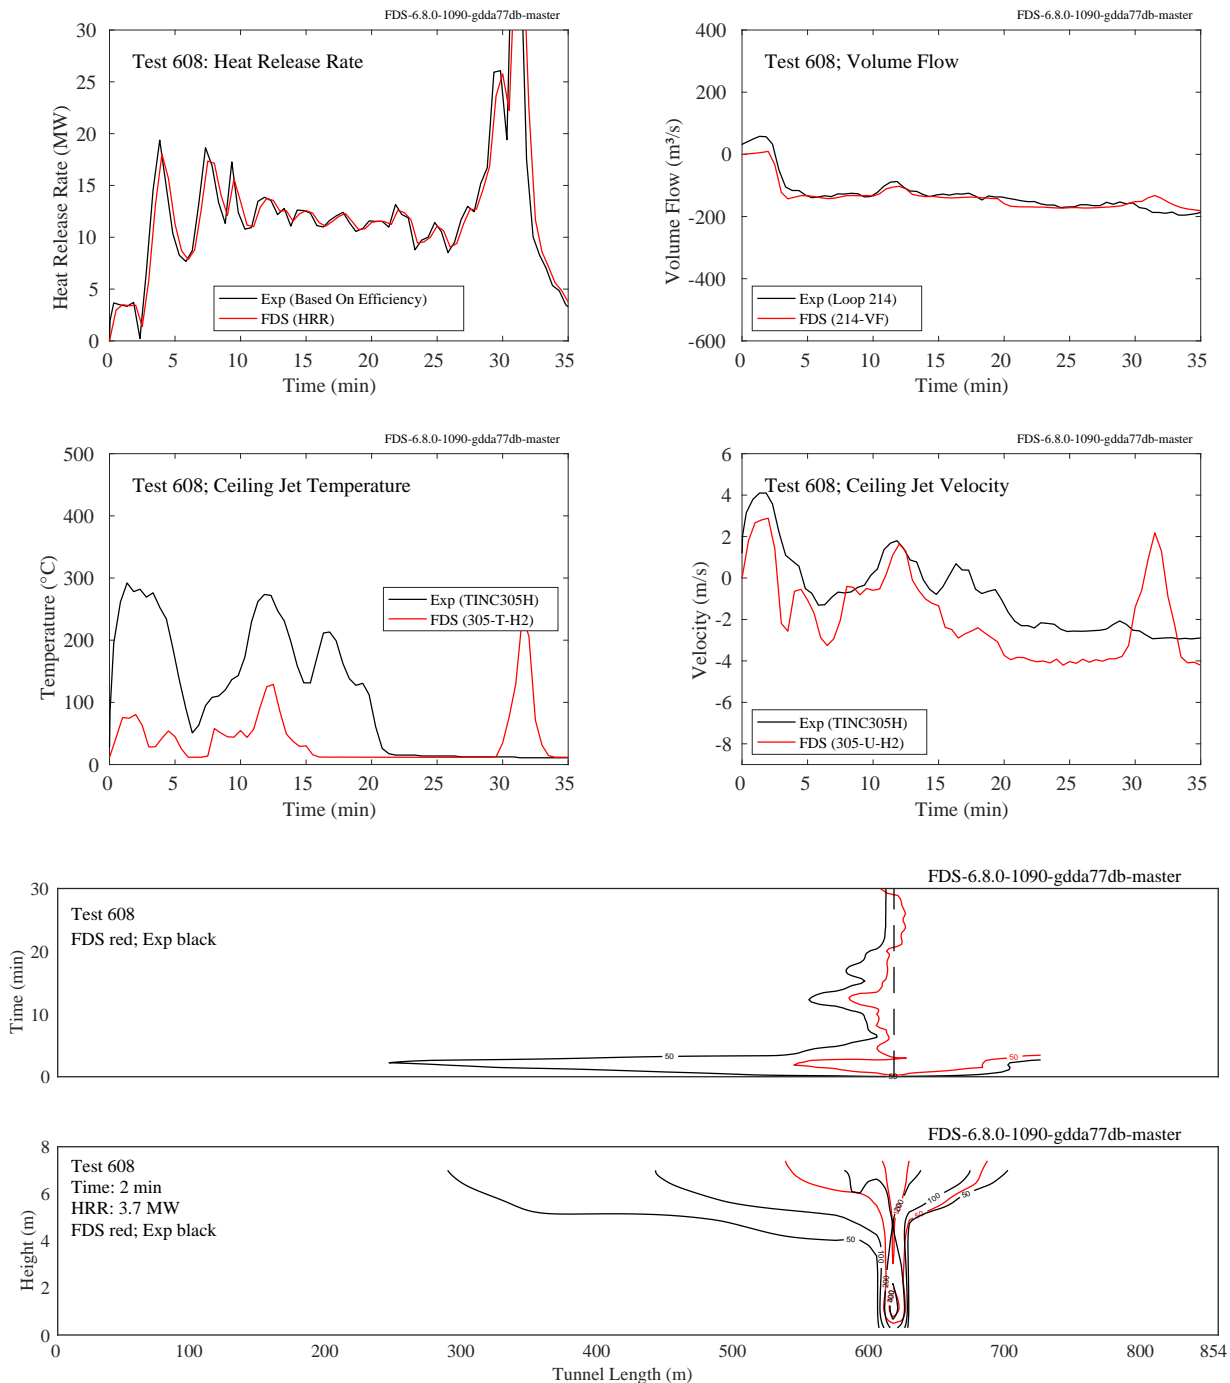 FDS-6.8.0-1090-gdda77db-master
Test 608: Heat Release Rate
30
25
20
15
10
5
0
Heat Release Rate (MW)
Exp (Based On Efficiency)
FDS (HRR)
0 5 10 15 20 25 30 35
Time (min)
FDS-6.8.0-1090-gdda77db-master
Test 608; Volume Flow
400
200
0
-200
-400
-600
Volume Flow (m³/s)
Exp (Loop 214)
FDS (214-VF)
0 5 10 15 20 25 30 35
Time (min)
FDS-6.8.0-1090-gdda77db-master
Test 608; Ceiling Jet Temperature
500
400
300
200
100
0
Temperature (°C)
Exp (TINC305H)
FDS (305-T-H2)
0 5 10 15 20 25 30 35
Time (min)
FDS-6.8.0-1090-gdda77db-master
Test 608; Ceiling Jet Velocity
6
4
2
0
-2
-4
-6
-8
Velocity (m/s)
Exp (TINC305H)
FDS (305-U-H2)
0 5 10 15 20 25 30 35
Time (min)
FDS-6.8.0-1090-gdda77db-master
Test 608
FDS red; Exp black
30
20
10
0
Time (min)
50
50
FDS-6.8.0-1090-gdda77db-master
Test 608
Time: 2 min
HRR: 3.7 MW
FDS red; Exp black
8
6
4
2
0
Height (m)
50
100
200
100
50
50
0 100 200 300 400 500 600 700 800 854
Tunnel Length (m)